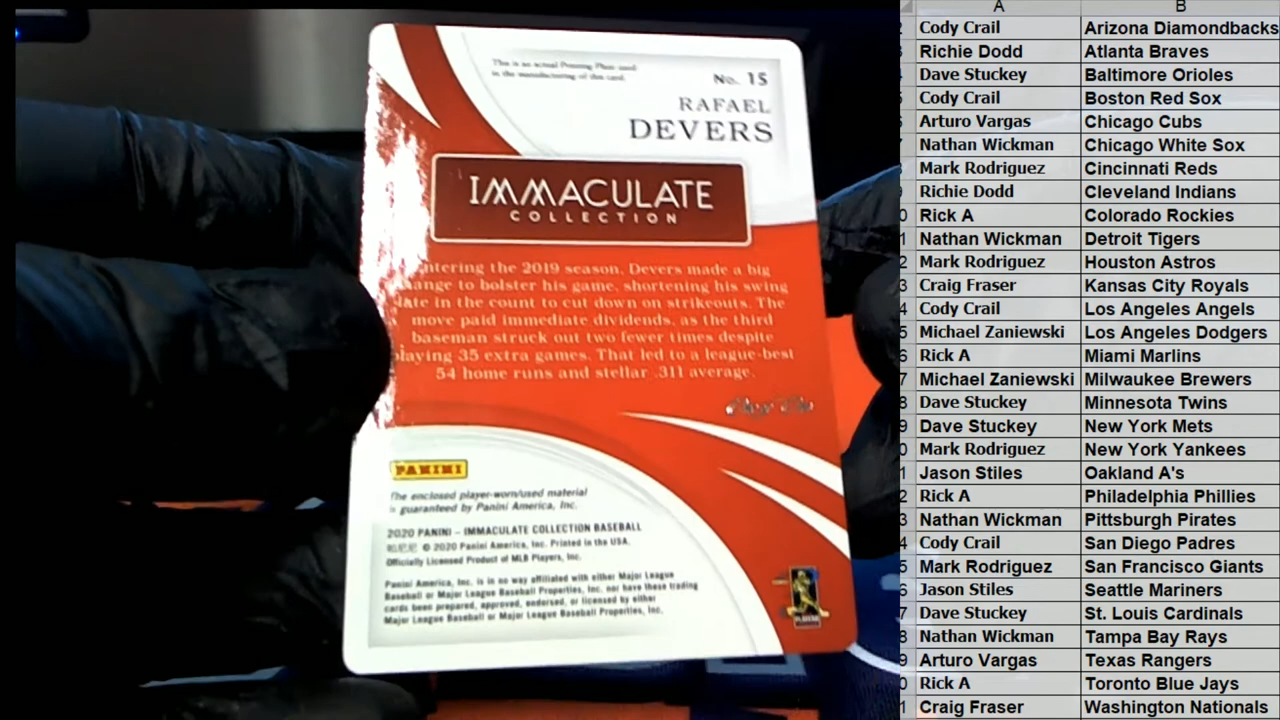 This is an actual Printing Plate used
in the manufacturing of this card.
No. 15
RAFAEL
DEVERS
IMMACULATE
COLLECTION
ntering the 2019 season, Devers made a big
ange to bolster his game, shortening his swing
late in the count to cut down on strikeouts. The
move paid immediate dividends, as the third
baseman struck out two fewer times despite
playing 35 extra games. That led to a league-best
54 home runs and stellar .311 average.
PANINI
The enclosed player-worn/used material
is guaranteed by Panini America, Inc.
2020 PANINI – IMMACULATE COLLECTION BASEBALL
© 2020 Panini America, Inc. Printed in the USA.
Officially Licensed Product of MLB Players, Inc.
Panini America, Inc. is in no way affiliated with either Major League
Baseball or Major League Baseball Properties, Inc. nor have these trading
cards been prepared, approved, endorsed, or licensed by either
Major League Baseball or Major League Baseball Properties, Inc.
A B
Cody Crail Arizona Diamondbacks
Richie Dodd Atlanta Braves
Dave Stuckey Baltimore Orioles
Cody Crail Boston Red Sox
Arturo Vargas Chicago Cubs
Nathan Wickman Chicago White Sox
Mark Rodriguez Cincinnati Reds
Richie Dodd Cleveland Indians
Rick A Colorado Rockies
Nathan Wickman Detroit Tigers
Mark Rodriguez Houston Astros
Craig Fraser Kansas City Royals
Cody Crail Los Angeles Angels
Michael Zaniewski Los Angeles Dodgers
Rick A Miami Marlins
Michael Zaniewski Milwaukee Brewers
Dave Stuckey Minnesota Twins
Dave Stuckey New York Mets
Mark Rodriguez New York Yankees
Jason Stiles Oakland A's
Rick A Philadelphia Phillies
Nathan Wickman Pittsburgh Pirates
Cody Crail San Diego Padres
Mark Rodriguez San Francisco Giants
Jason Stiles Seattle Mariners
Dave Stuckey St. Louis Cardinals
Nathan Wickman Tampa Bay Rays
Arturo Vargas Texas Rangers
Rick A Toronto Blue Jays
Craig Fraser Washington Nationals